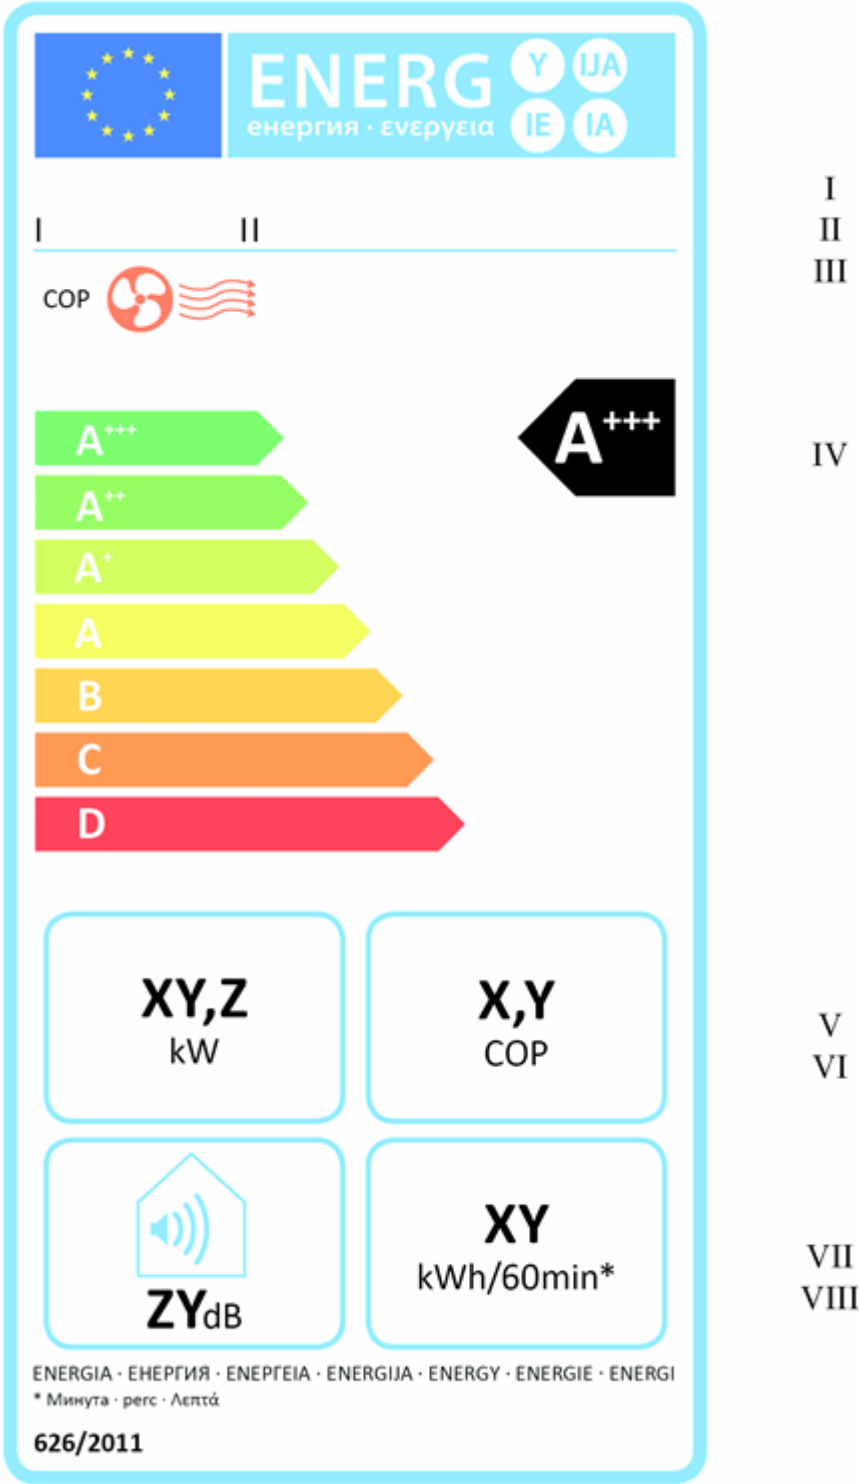 ENERG Y IJA
енергия · ενεργεια IE IA
I II
I
II
III
COP
A+++
A+++
IV
A++
A+
A
B
C
D
XY,Z
kW
X,Y
COP
V
VI
ZYdB
XY
kWh/60min*
VII
VIII
ENERGIA · ЕНЕРГИЯ · ΕΝΕΡΓΕΙΑ · ENERGIJA · ENERGY · ENERGIE · ENERGI
* Минута · perc · Λεπτά
626/2011